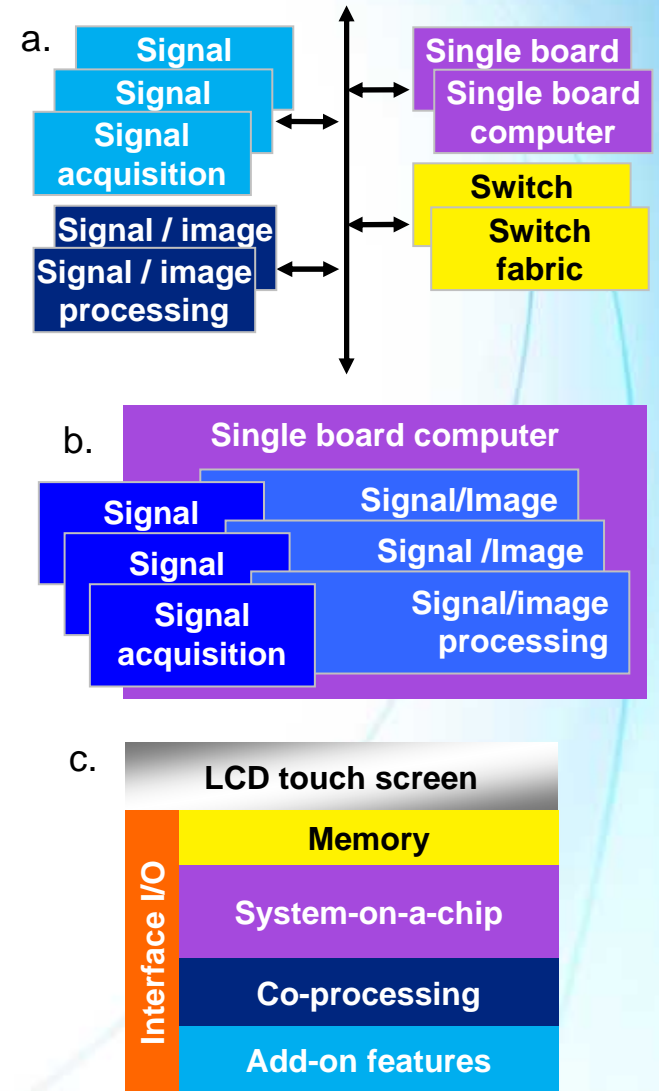 a.
Signal
Signal
Signal
acquisition
Signal / image
Signal / image
processing
Single board
Single board
computer
Switch
Switch
fabric
b.
Single board computer
Signal
Signal
Signal
acquisition
Signal/Image
Signal /Image
Signal/image
processing
c.
LCD touch screen
Interface I/O
Memory
System-on-a-chip
Co-processing
Add-on features